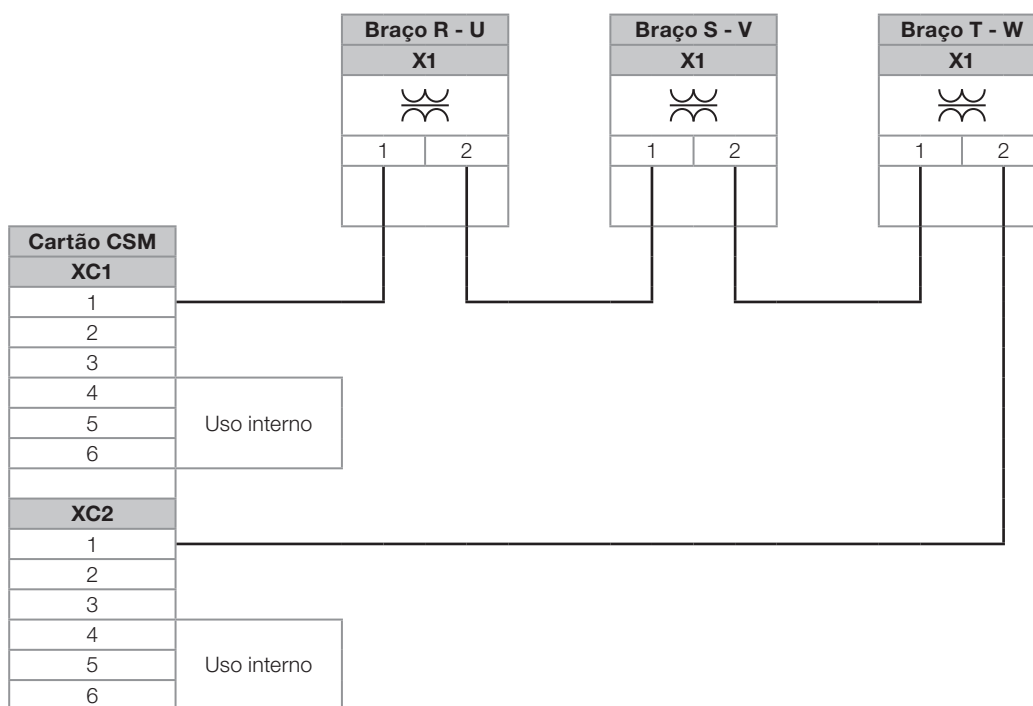 Braço R - U Braço S - V Braço T - W
X1 X1 X1
1 2 1 2 1 2
Cartão CSM
XC1
1
2
3
4
5 Uso interno
6
XC2
1
2
3
4
5 Uso interno
6